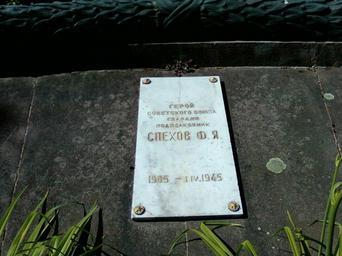 ГЕРОЙ
СОВЕТСКОГО СОЮЗА
ГВАРДИИ
ПОДПОЛКОВНИК
СПЕХОВ Ф.Я
1905 – 1.IV.1945